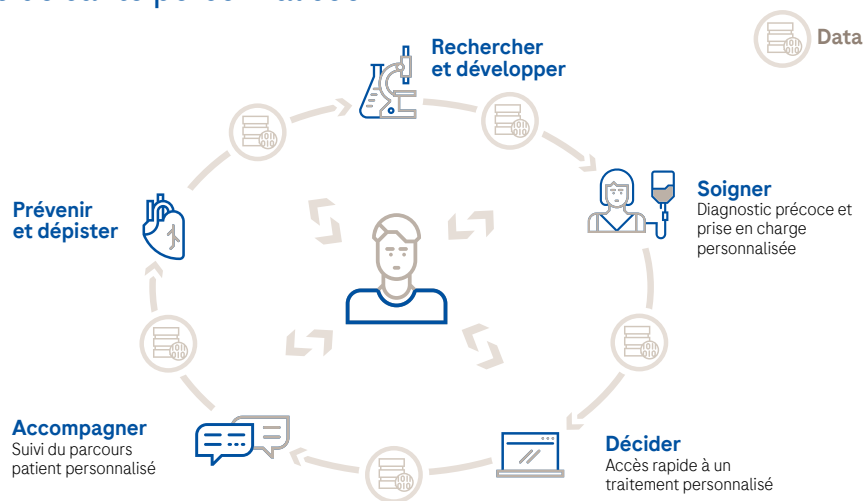 Rechercher
et développer
Data
Soigner
Diagnostic précoce et
prise en charge
personnalisée
Prévenir
et dépister
Accompagner
Suivi du parcours
patient personnalisé
Décider
Accès rapide à un
traitement personnalisé